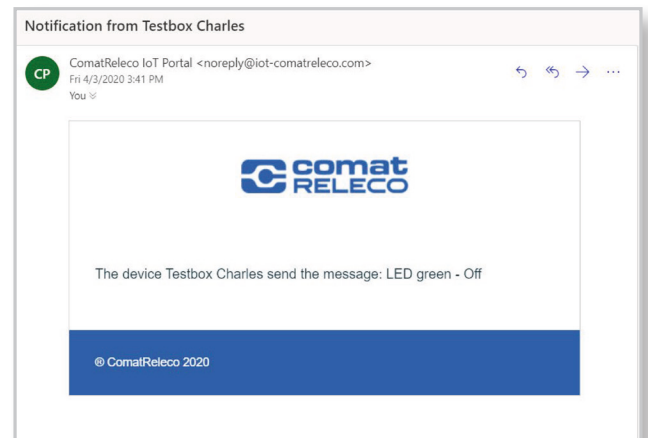 Notification from Testbox Charles
CP
ComatReleco IoT Portal <noreply@iot-comatreleco.com>
Fri 4/3/2020 3:41 PM
You
comat
RELECO
The device Testbox Charles send the message: LED green - Off
® ComatReleco 2020